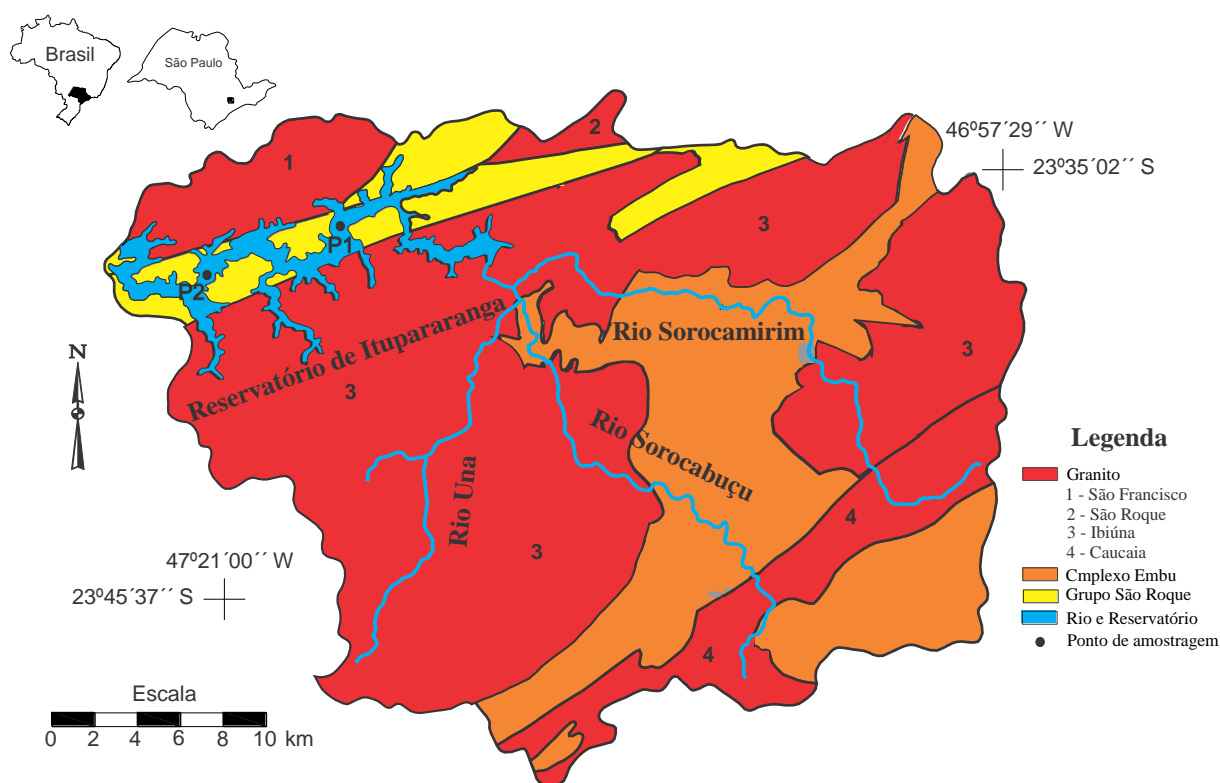 Brasil
São Paulo
46º57´29´´ W
23º35´02´´ S
1
2
3
P1
P2
Reservatório de Itupararanga
Rio Sorocamirim
3
3
N
Rio Sorocabuçu
Rio Una
4
3
4
47º21´00´´ W
23º45´37´´ S
Escala
0 2 4 6 8 10 km
Legenda
Granito
1 - São Francisco
2 - São Roque
3 - Ibiúna
4 - Caucaia
Cmplexo Embu
Grupo São Roque
Rio e Reservatório
Ponto de amostragem